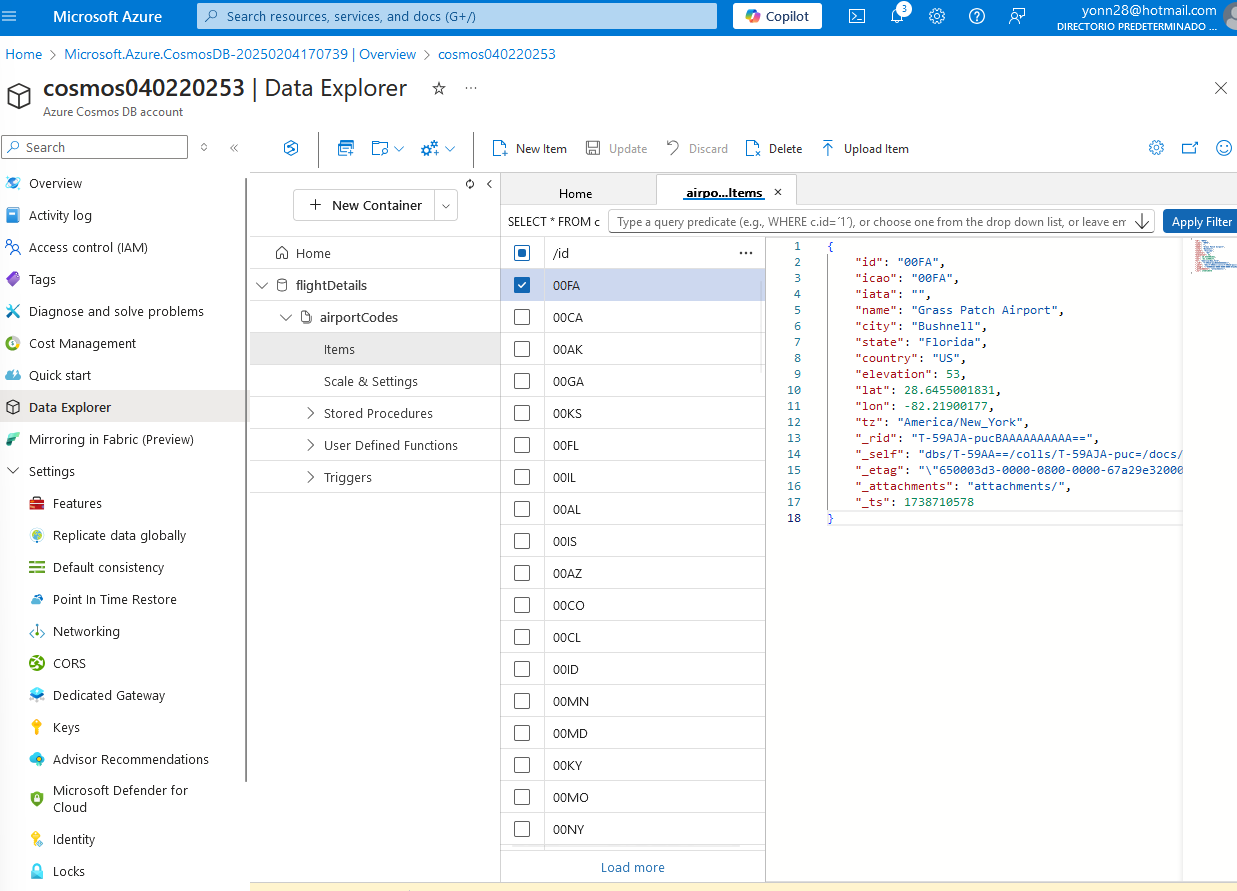 Microsoft Azure
Search resources, services, and docs (G+/)
Copilot
3
yonn28@hotmail.com
DIRECTORIO PREDETERMINADO ...
Home > Microsoft.Azure.CosmosDB-20250204170739 | Overview > cosmos040220253
cosmos040220253 | Data Explorer
Azure Cosmos DB account
Search
Overview
Activity log
Access control (IAM)
Tags
Diagnose and solve problems
Cost Management
Quick start
Data Explorer
Mirroring in Fabric (Preview)
Settings
Features
Replicate data globally
Default consistency
Point In Time Restore
Networking
CORS
Dedicated Gateway
Keys
Advisor Recommendations
Microsoft Defender for
Cloud
Identity
Locks
New Item
Update
Discard
Delete
Upload Item
New Container
Home
flightDetails
airportCodes
Items
Scale & Settings
Stored Procedures
User Defined Functions
Triggers
Home
airpo...Items
SELECT * FROM c
Type a query predicate (e.g., WHERE c.id=´1´), or choose one from the drop down list, or leave em
Apply Filter
/id
...
00FA
00CA
00AK
00GA
00KS
00FL
00IL
00AL
00IS
00AZ
00CO
00CL
00ID
00MN
00MD
00KY
00MO
00NY
Load more
1 {
2 "id": "00FA",
3 "icao": "00FA",
4 "iata": "",
5 "name": "Grass Patch Airport",
6 "city": "Bushnell",
7 "state": "Florida",
8 "country": "US",
9 "elevation": 53,
10 "lat": 28.6455001831,
11 "lon": -82.21900177,
12 "tz": "America/New_York",
13 "_rid": "T-59AJA-pucBAAAAAAAAAA==",
14 "_self": "dbs/T-59AA==/colls/T-59AJA-puc=/docs/
15 "_etag": "\"650003d3-0000-0800-0000-67a29e32000
16 "_attachments": "attachments/",
17 "_ts": 1738710578
18 }